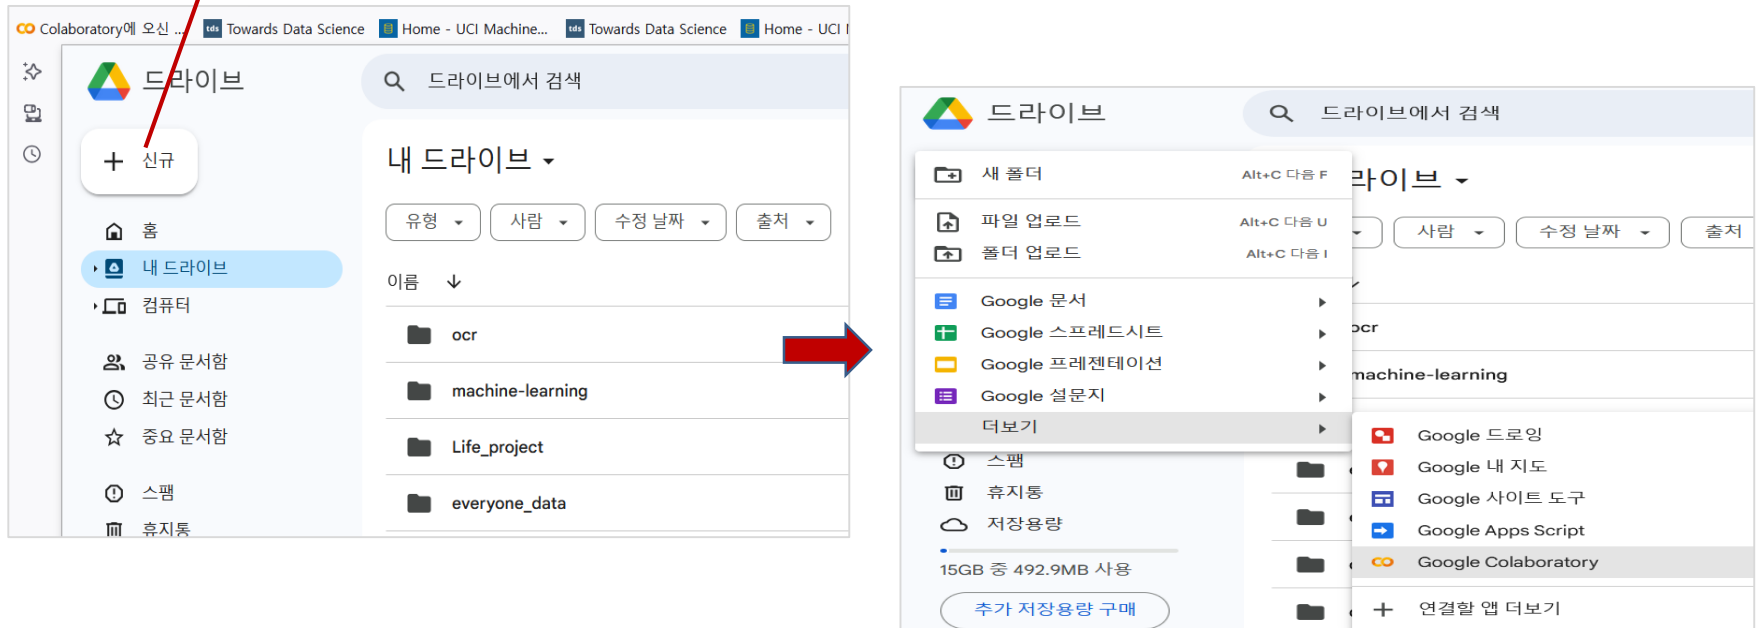 Colaboratory에 오신 ...
Towards Data Science
Home - UCI Machine...
Towards Data Science
Home - UCI
드라이브
드라이브에서 검색
신규
홈
내 드라이브
컴퓨터
공유 문서함
최근 문서함
중요 문서함
스팸
휴지통
내 드라이브
유형
사람
수정 날짜
출처
이름
ocr
machine-learning
Life_project
everyone_data
드라이브
드라이브에서 검색
새 폴더 Alt+C 다음 F
파일 업로드 Alt+C 다음 U
폴더 업로드 Alt+C 다음 I
Google 문서
Google 스프레드시트
Google 프레젠테이션
Google 설문지
더보기
스팸
휴지통
저장용량
15GB 중 492.9MB 사용
추가 저장용량 구매
라이브
사람
수정 날짜
출처
ocr
machine-learning
Google 드로잉
Google 내 지도
Google 사이트 도구
Google Apps Script
Google Colaboratory
연결할 앱 더보기